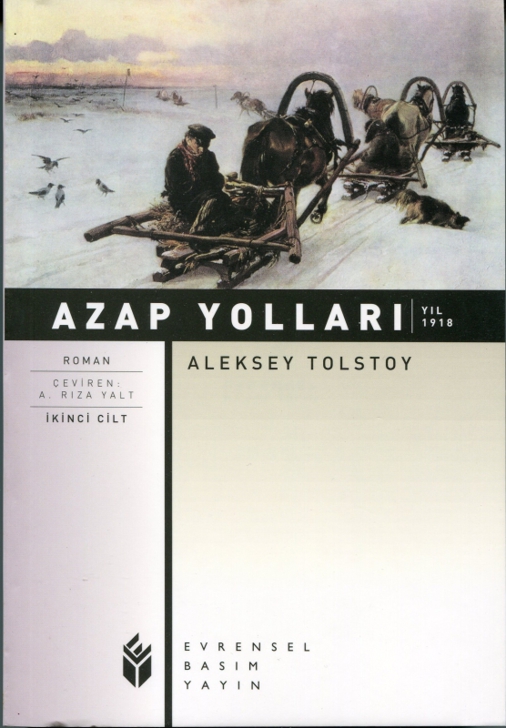 AZAP YOLLARI
YIL
1918
ROMAN
ÇEVİREN:
A. RIZA YALT
İKİNCİ CİLT
ALEKSEY TOLSTOY
EVRENSEL
BASIM
YAYIN